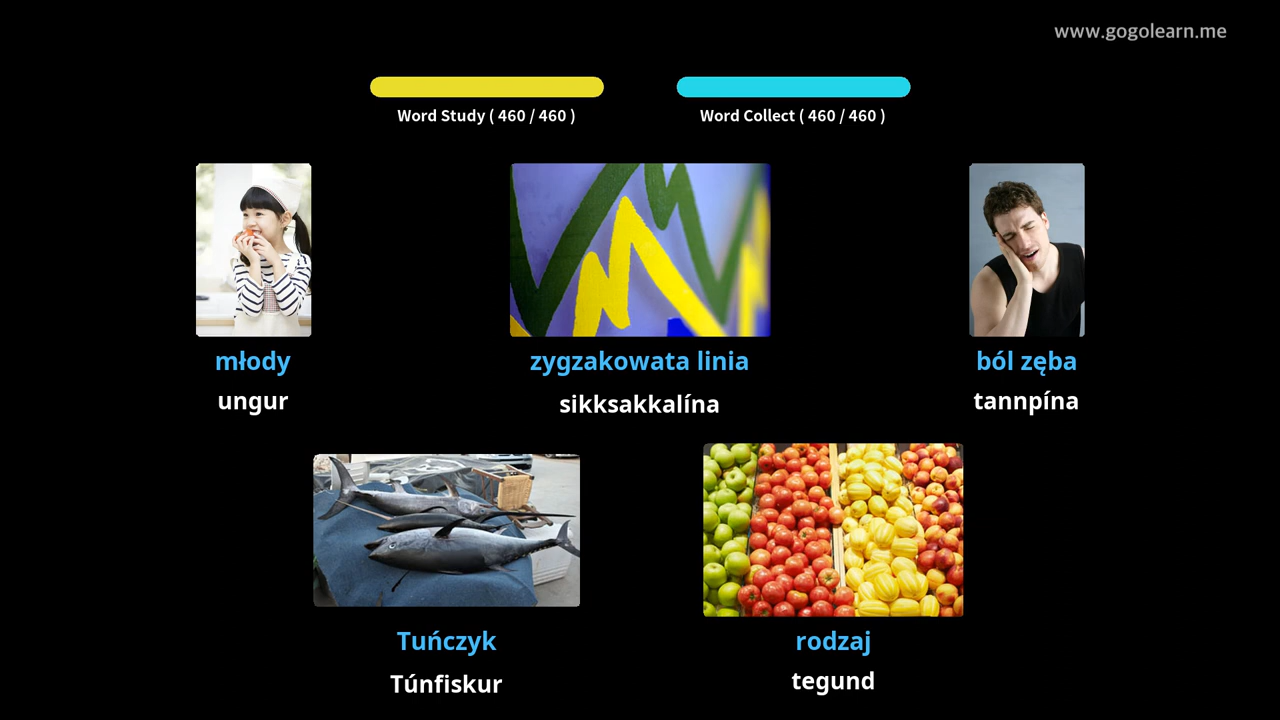 www.gogolearn.me
Word Study ( 460 / 460 )
Word Collect ( 460 / 460 )
młody
ungur
zygzakowata linia
sikksakkalína
ból zęba
tannpína
Tuńczyk
Túnfiskur
rodzaj
tegund